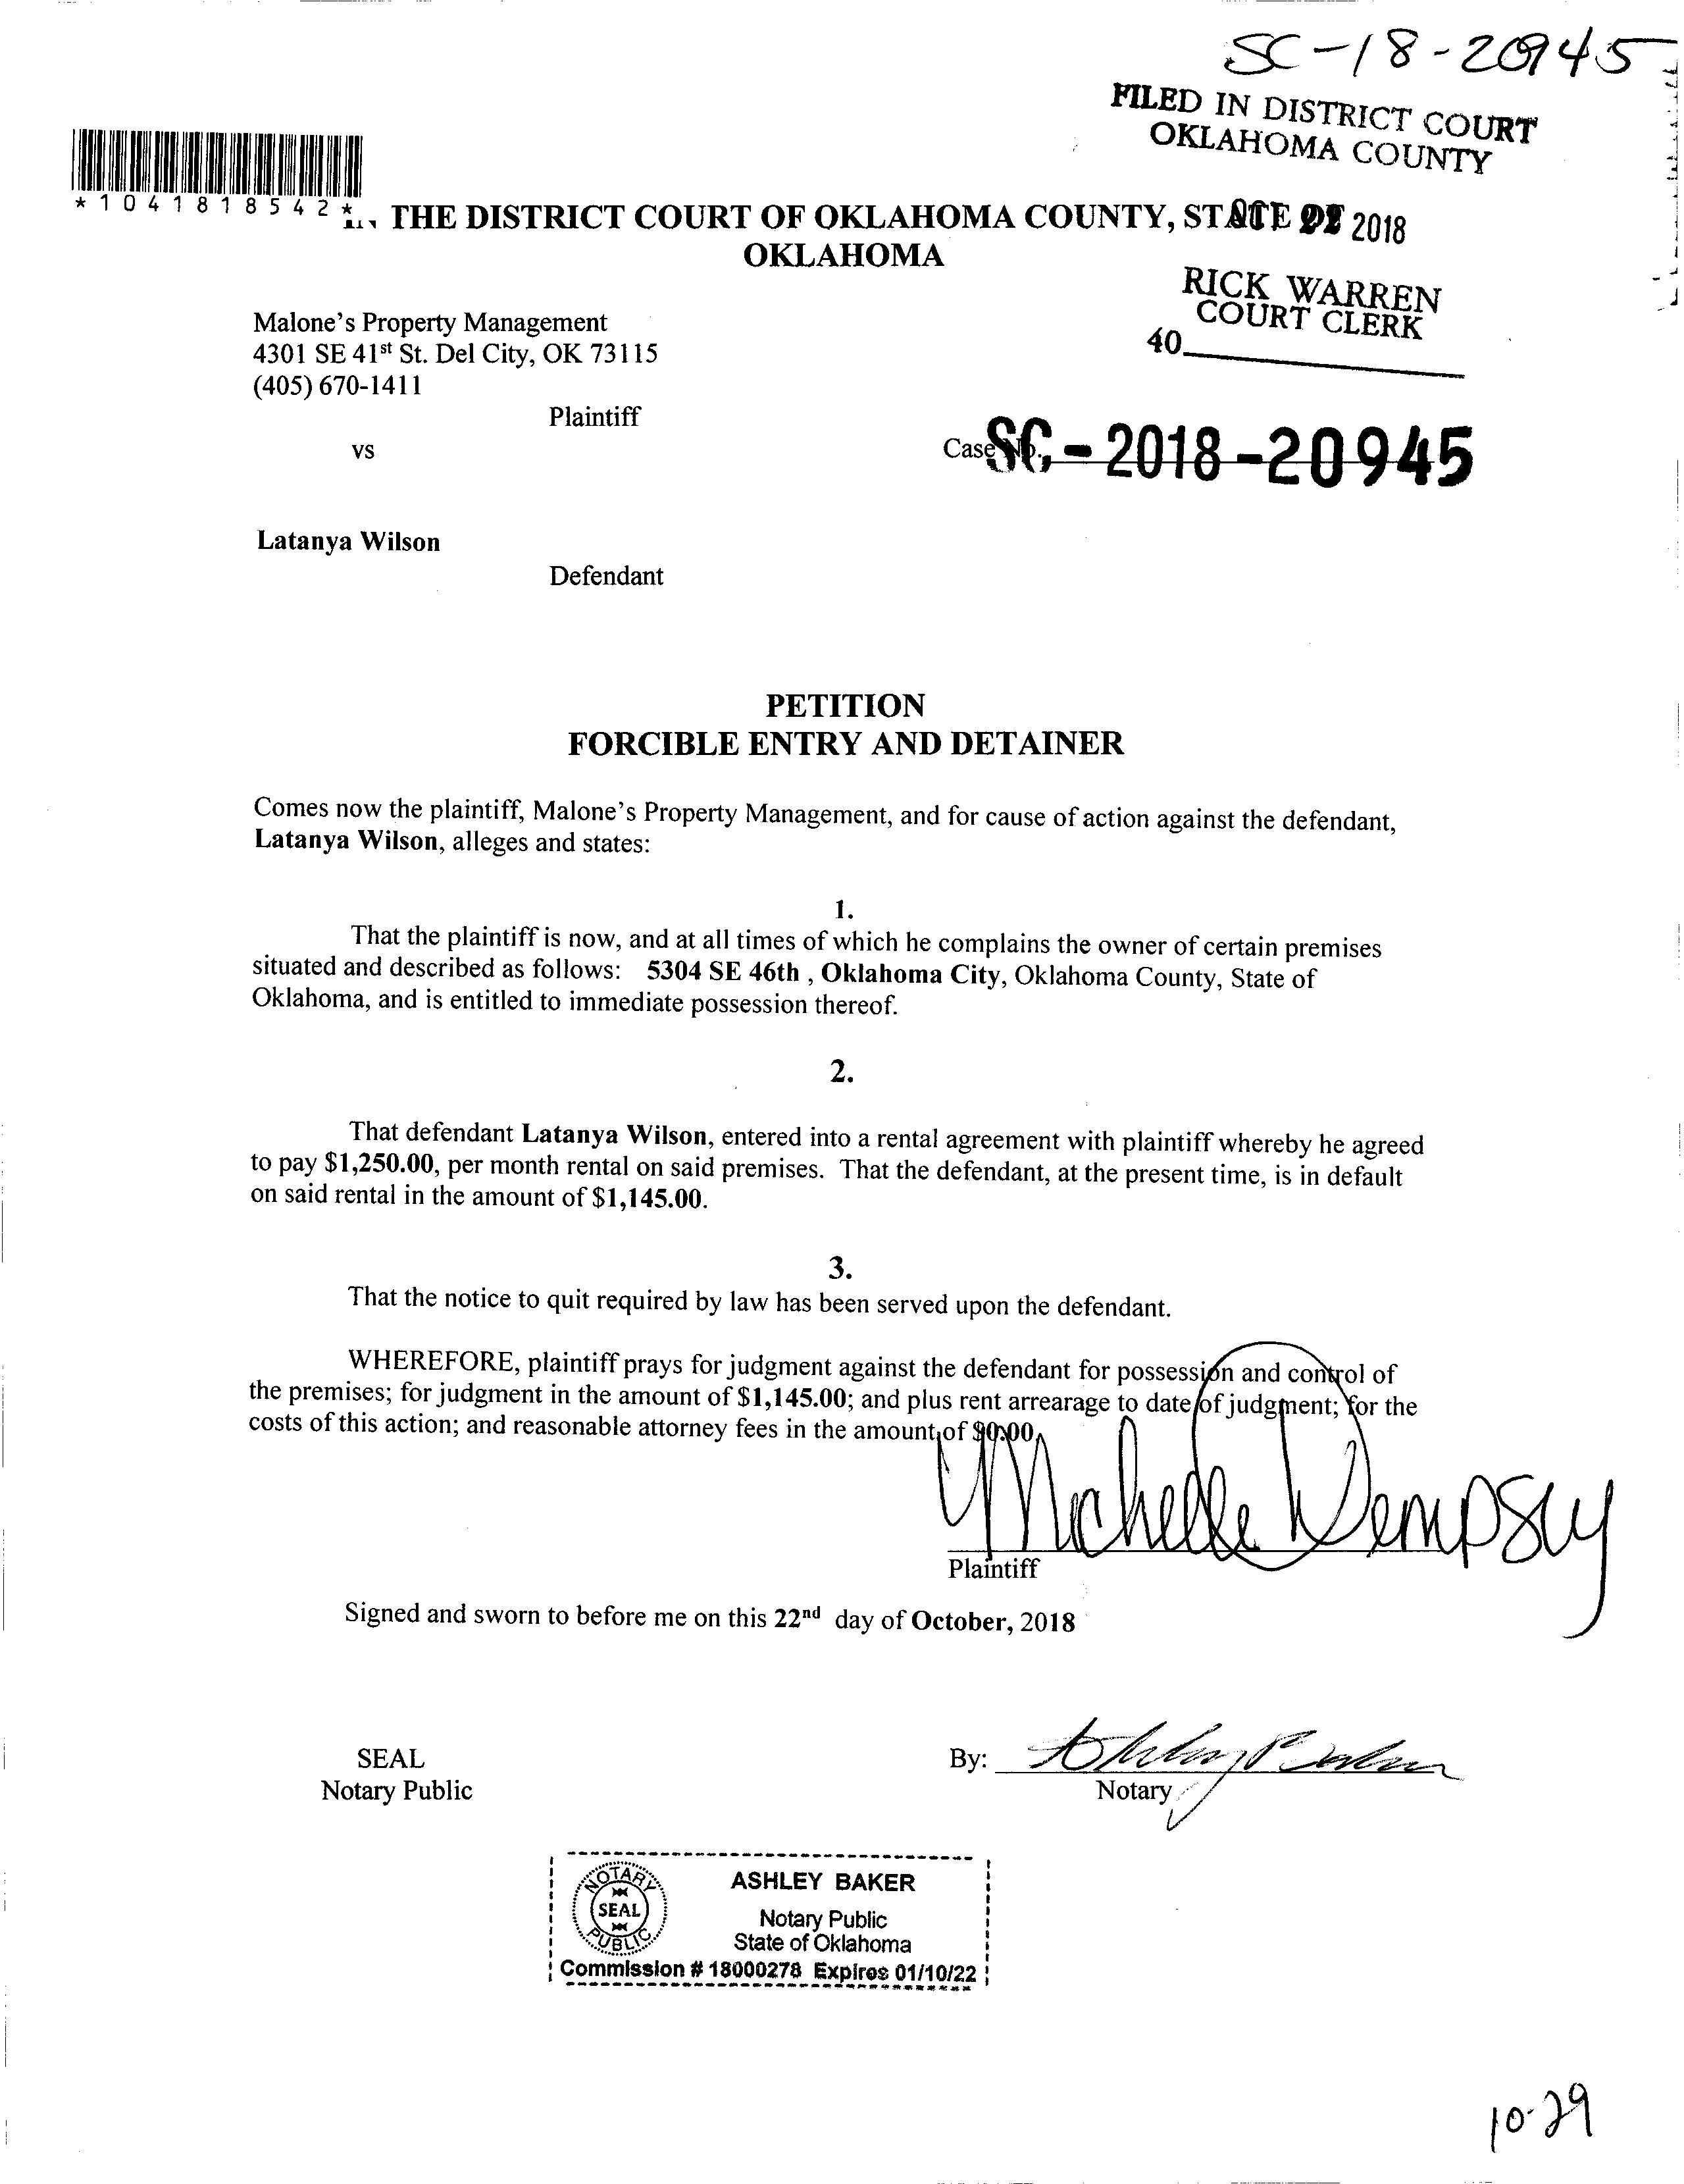 SC-18-20945
FILED IN DISTRICT COURT
OKLAHOMA COUNTY
*1041818542*
THE DISTRICT COURT OF OKLAHOMA COUNTY, STATE OF
OCT 22 2018
OKLAHOMA
RICK WARREN
COURT CLERK
40
Malone's Property Management
4301 SE 41st St. Del City, OK 73115
(405) 670-1411
Plaintiff
vs
Case No.
SC-2018-20945
Latanya Wilson
Defendant
PETITION
FORCIBLE ENTRY AND DETAINER
Comes now the plaintiff, Malone's Property Management, and for cause of action against the defendant,
Latanya Wilson, alleges and states:
1.
That the plaintiff is now, and at all times of which he complains the owner of certain premises
situated and described as follows: 5304 SE 46th , Oklahoma City, Oklahoma County, State of
Oklahoma, and is entitled to immediate possession thereof.
2.
That defendant Latanya Wilson, entered into a rental agreement with plaintiff whereby he agreed
to pay $1,250.00, per month rental on said premises. That the defendant, at the present time, is in default
on said rental in the amount of $1,145.00.
3.
That the notice to quit required by law has been served upon the defendant.
WHEREFORE, plaintiff prays for judgment against the defendant for possession and control of
the premises; for judgment in the amount of $1,145.00; and plus rent arrearage to date of judgment; for the
costs of this action; and reasonable attorney fees in the amount of $0.00.
Michelle Dempsey
Plaintiff
Signed and sworn to before me on this 22nd day of October, 2018
SEAL
Notary Public
By: Ashley Baker
Notary
NOTARY
SEAL
PUBLIC
ASHLEY BAKER
Notary Public
State of Oklahoma
Commission # 18000278 Expires 01/10/22
10-29